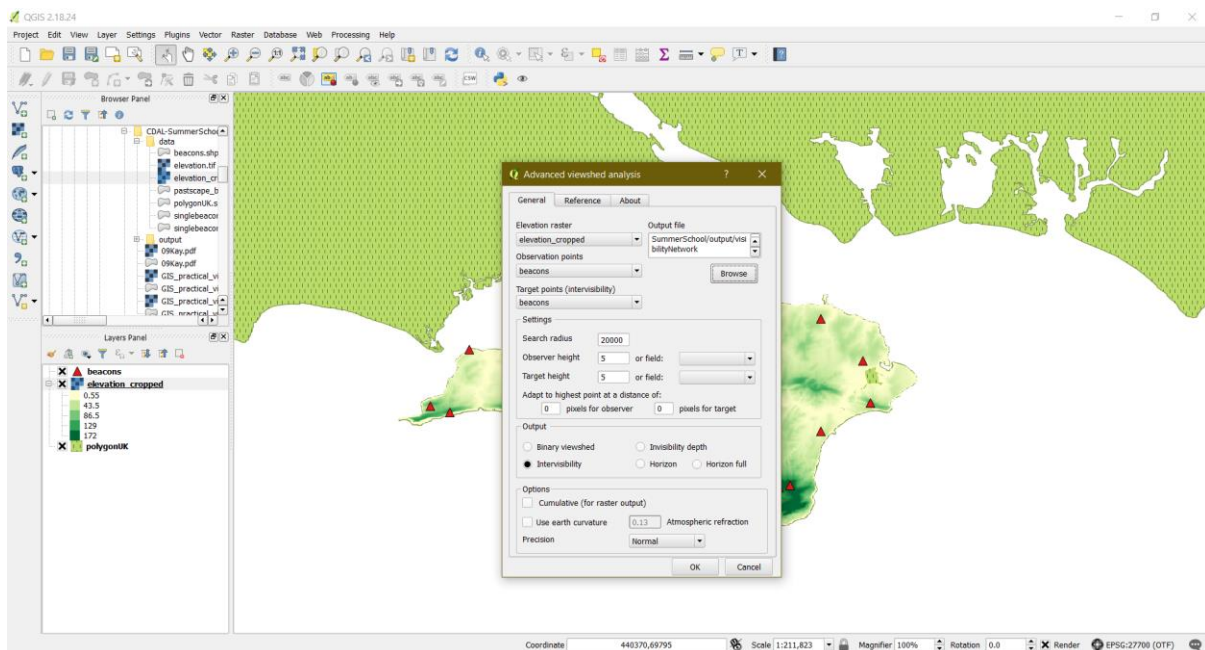 QGIS 2.18.24
Project Edit View Layer Settings Plugins Vector Raster Database Web Processing Help
Browser Panel
CDAL-SummerSchoo
data
beacons.shp
elevation.tif
elevation_cr
pastscape_b
polygonUK.s
singlebeacor
singlebeacor
output
09Kay.pdf
09Kay.pdf
GIS_practical_vi
GIS_practical_vi
GIS_practical_vi
GIS_practical_vi
Layers Panel
beacons
elevation_cropped
0.55
43.5
86.5
129
172
polygonUK
Advanced viewshed analysis ? X
General Reference About
Elevation raster
elevation_cropped
Output file
SummerSchool/output/visi
bilityNetwork
Observation points
beacons
Browse
Target points (intervisibility)
beacons
Settings
Search radius 20000
Observer height 5 or field:
Target height 5 or field:
Adapt to highest point at a distance of:
0 pixels for observer 0 pixels for target
Output
Binary viewshed Invisibility depth
Intervisibility Horizon Horizon full
Options
Cumulative (for raster output)
Use earth curvature 0.13 Atmospheric refraction
Precision Normal
OK Cancel
Coordinate 440370,69795 Scale 1:211,823 Magnifier 100% Rotation 0.0 Render EPSG:27700 (OTF)